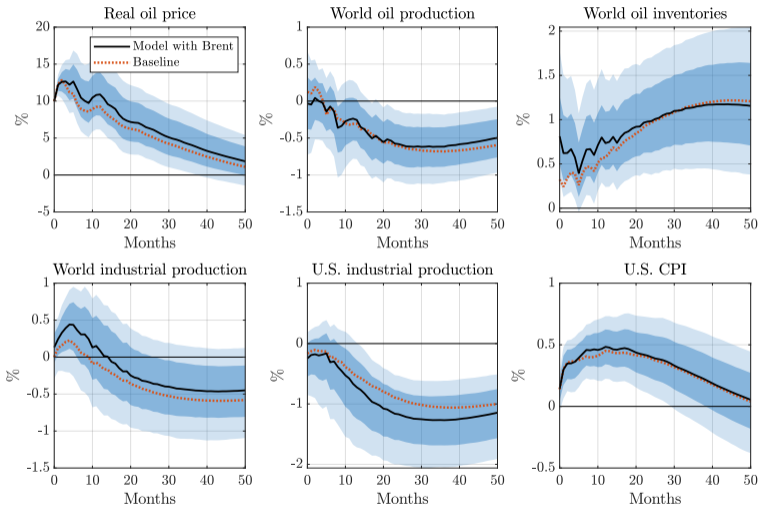 Real oil price
World oil production
World oil inventories
20
15
10
5
0
-5
%
0 10 20 30 40 50
Months
Model with Brent
Baseline
1
0.5
0
-0.5
-1
-1.5
%
0 10 20 30 40 50
Months
2
1.5
1
0.5
0
%
0 10 20 30 40 50
Months
World industrial production
U.S. industrial production
U.S. CPI
1
0.5
0
-0.5
-1
-1.5
%
0 10 20 30 40 50
Months
1
0
-1
-2
%
0 10 20 30 40 50
Months
1
0.5
0
-0.5
%
0 10 20 30 40 50
Months